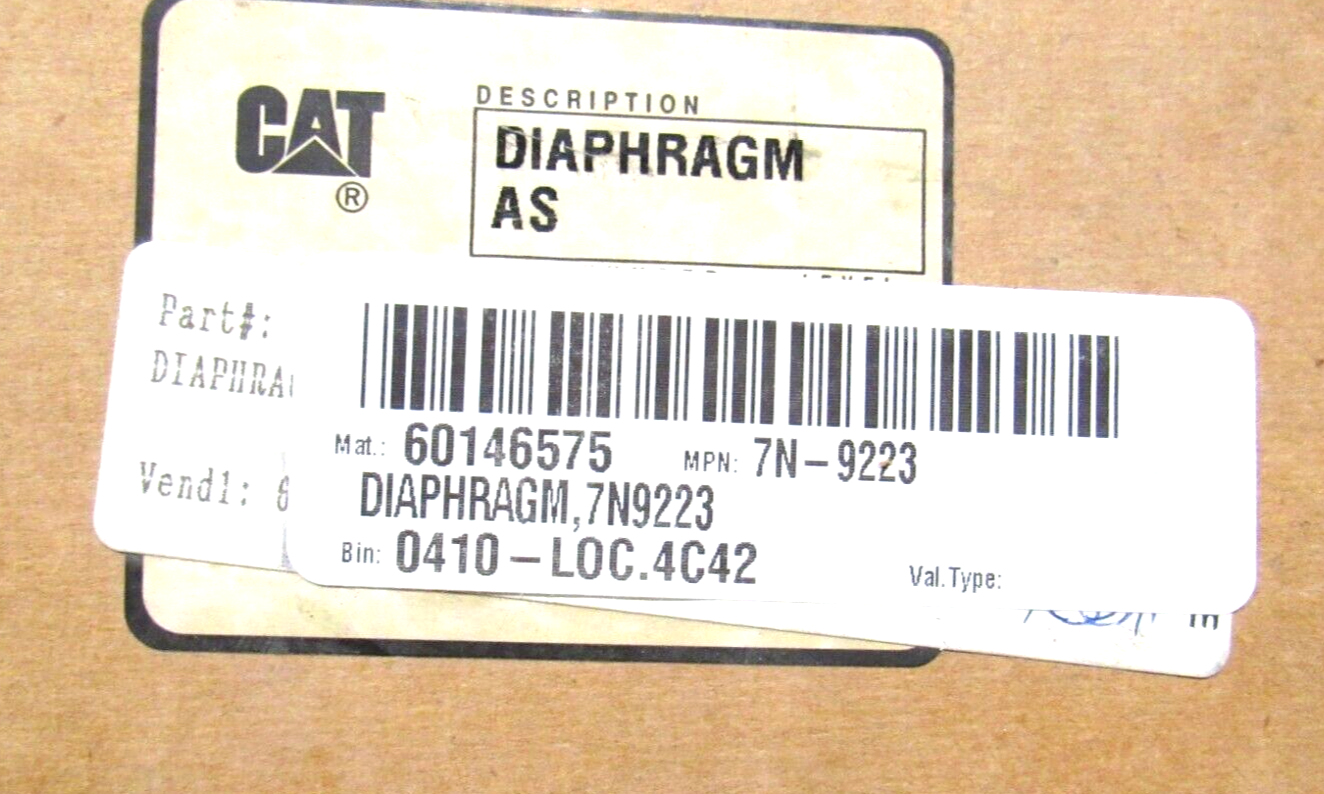 CAT®
DESCRIPTION
DIAPHRAGM
AS
Part#:
DIAPHRA
Vend1:
Mat.: 60146575 MPN: 7N-9223
DIAPHRAGM,7N9223
Bin: 0410-LOC.4C42
Val.Type: